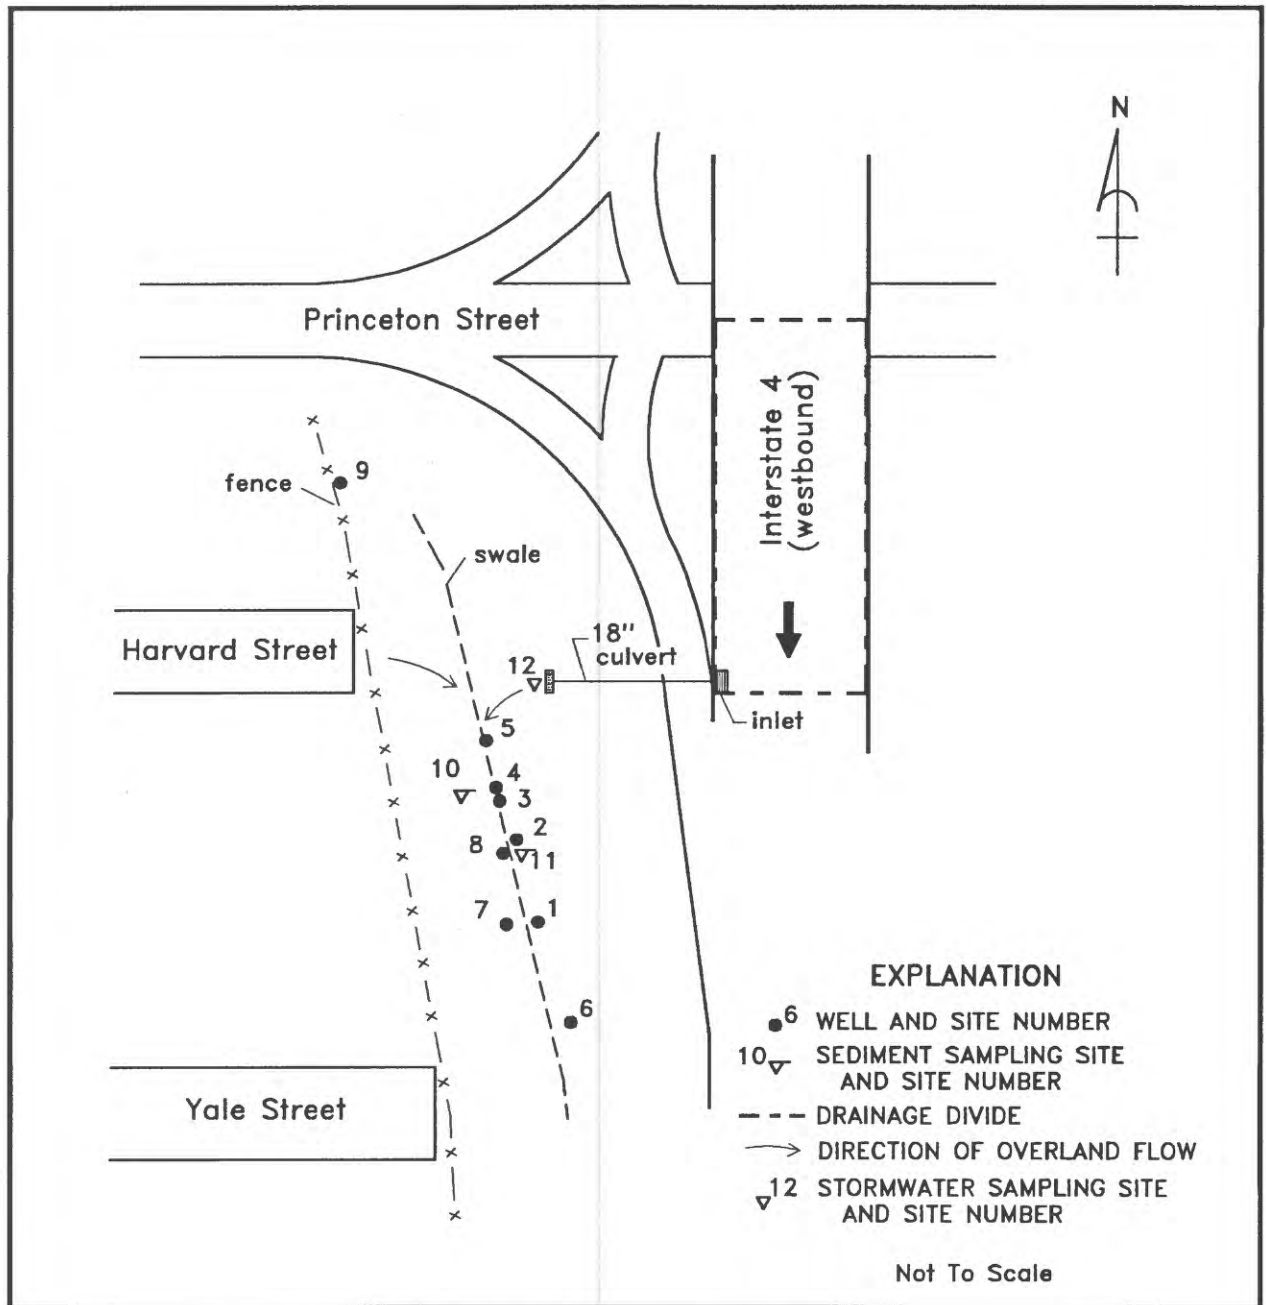 N
Princeton Street
Interstate 4
(westbound)
9
fence
swale
Harvard Street
18"
culvert
12
inlet
5
10
4
3
2
8
11
7
1
6
Yale Street
EXPLANATION
6 WELL AND SITE NUMBER
10 SEDIMENT SAMPLING SITE
AND SITE NUMBER
DRAINAGE DIVIDE
DIRECTION OF OVERLAND FLOW
12 STORMWATER SAMPLING SITE
AND SITE NUMBER
Not To Scale